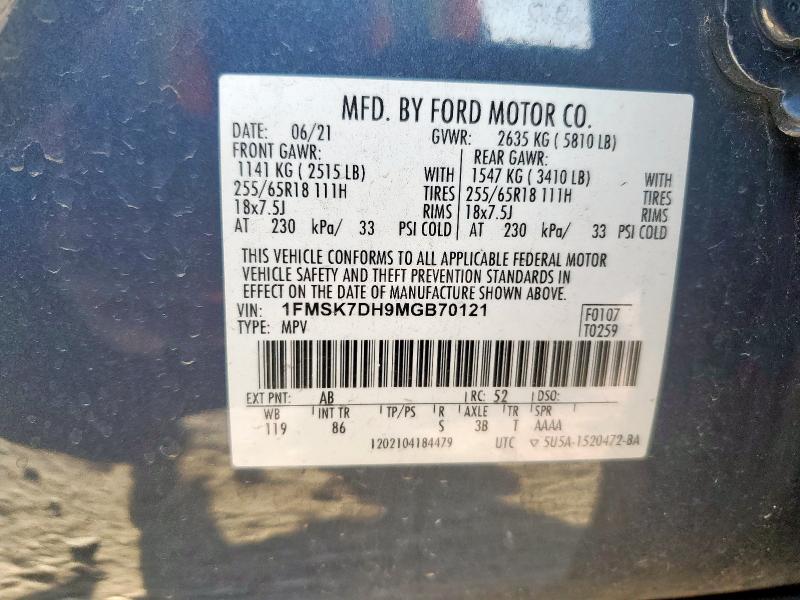 MFD. BY FORD MOTOR CO.
DATE: 06/21 GVWR: 2635 KG ( 5810 LB)
FRONT GAWR: REAR GAWR:
1141 KG ( 2515 LB) WITH 1547 KG ( 3410 LB) WITH
255/65R18 111H TIRES 255/65R18 111H TIRES
18x7.5J RIMS 18x7.5J RIMS
AT 230 kPa/ 33 PSI COLD AT 230 kPa/ 33 PSI COLD
THIS VEHICLE CONFORMS TO ALL APPLICABLE FEDERAL MOTOR
VEHICLE SAFETY AND THEFT PREVENTION STANDARDS IN
EFFECT ON THE DATE OF MANUFACTURE SHOWN ABOVE.
VIN: 1FMSK7DH9MGB70121 F0107
TYPE: MPV T0259
EXT PNT: AB RC: 52 DSO:
WB INT TR TP/PS R AXLE TR SPR
119 86 S 3B T AAAA
1202104184479 UTC 5U5A-1520472-BA